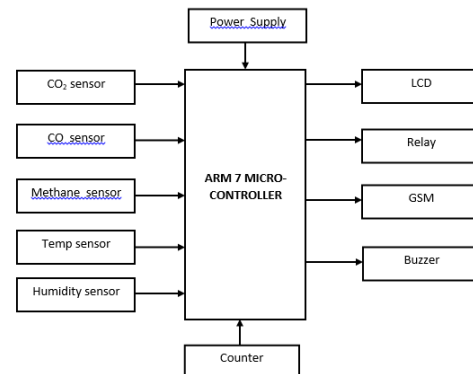 Power Supply
CO₂ sensor
CO sensor
Methane sensor
Temp sensor
Humidity sensor
ARM 7 MICRO-
CONTROLLER
LCD
Relay
GSM
Buzzer
Counter